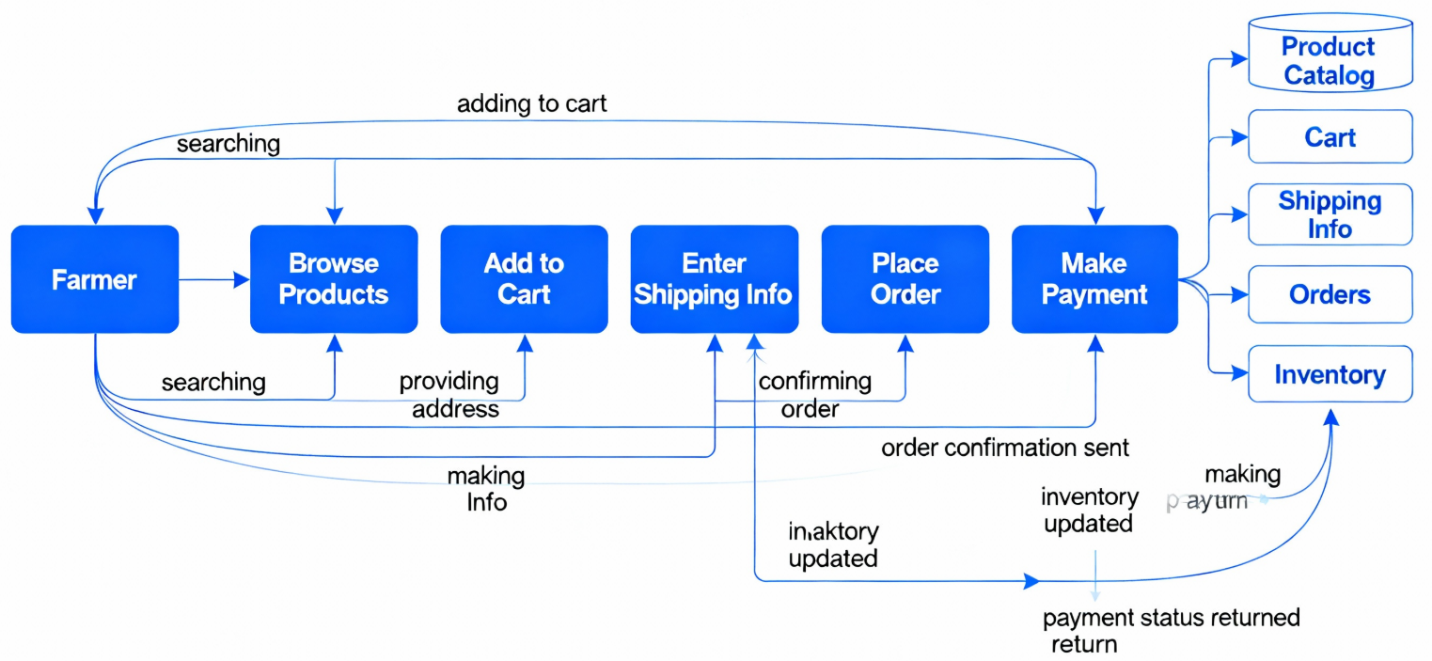 Product
Catalog
adding to cart
searching
Cart
Shipping
Info
Farmer
Browse
Products
Add to
Cart
Enter
Shipping Info
Place
Order
Make
Payment
Orders
Inventory
searching
providing
address
confirming
order
order confirmation sent
making
Info
making
inventory
updated
updated
payment status returned
return